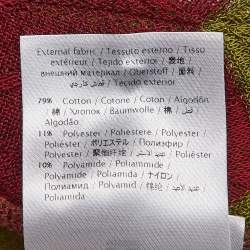 External fabric / Tessuto esterno / Tissu
extérieur / Tejido exterior / 表地
внешний материал / Oberstoff / 面料 /
Tecido exterior /
79% Cotton / Cotone / Coton / Algodón
/ 綿 / Хлопок / Baumwolle / 棉 / قطن /
Algodão
11% Polyester / Poliestere / Polyester /
Poliéster / ポリエステル / Полиэфир /
Polyester / 聚酯纤维 / Poliéster
10% Polyamide / Poliammide /
Polyamide / Poliamida / ナイロン /
Полиамид / Polyamid / 锦纶 /
Poliamida